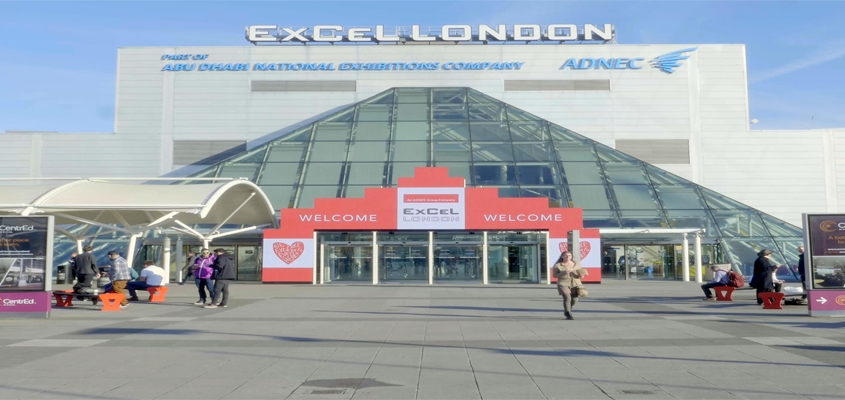 ExCeL LONDON
PART OF
ABU DHABI NATIONAL EXHIBITIONS COMPANY
ADNEC
WELCOME
ExCeL
LONDON
WELCOME
CentrEd
CentrEd.